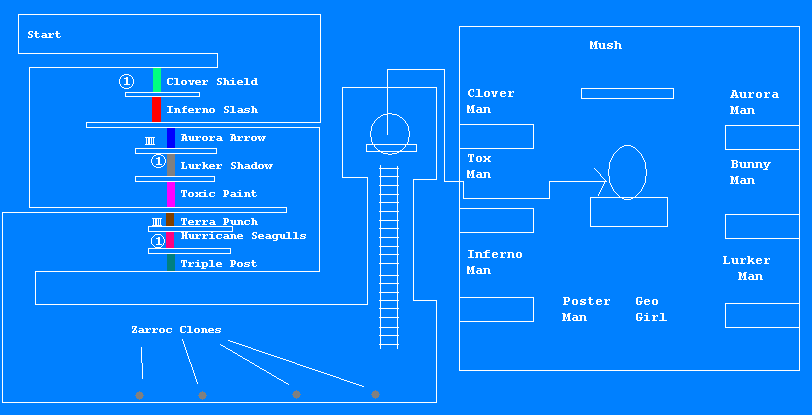 Start
① Clover Shield
Inferno Slash
Ⅲ Aurora Arrow
① Lurker Shadow
Toxic Paint
Ⅲ Terra Punch
① Hurricane Seagulls
Triple Post
Zarroc Clones
Mush
Clover
Man
Aurora
Man
Tox
Man
Bunny
Man
Inferno
Man
Lurker
Man
Poster
Man
Geo
Girl